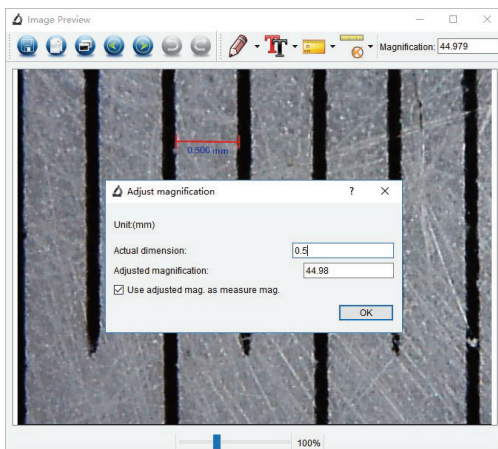 Image Preview
Magnification: 44.979
0.500 mm
Adjust magnification
?
Unit:(mm)
Actual dimension: 0.5
Adjusted magnification: 44.98
Use adjusted mag. as measure mag.
OK
100%